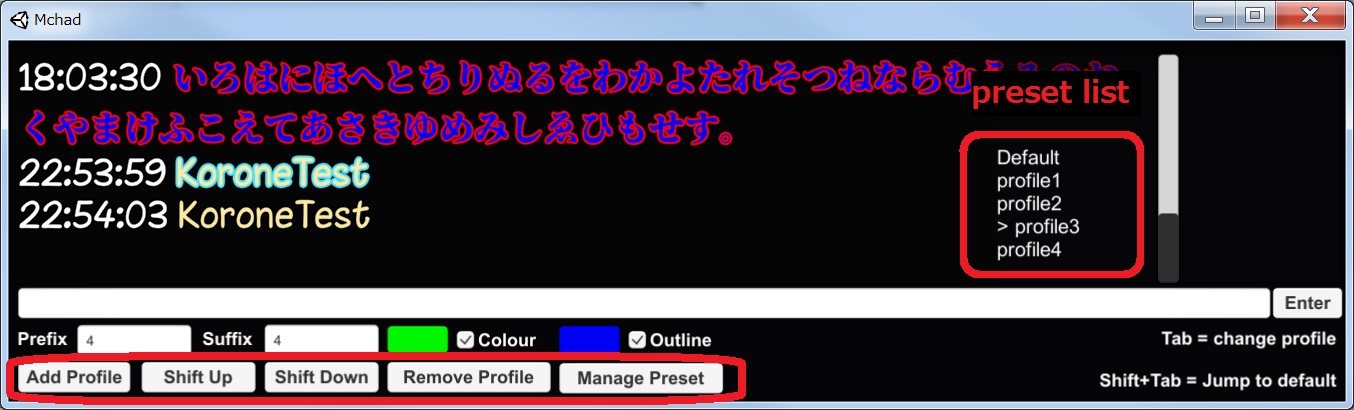 Mchad
18:03:30 いろはにほへとちりぬるをわかよたれそつねならむ
くやまけふこえてあさきゆめみしゑひもせす。
22:53:59 KoroneTest
22:54:03 KoroneTest
preset list
Default
profile1
profile2
> profile3
profile4
Enter
Prefix 4 Suffix 4 Colour Outline Tab = change profile
Add Profile Shift Up Shift Down Remove Profile Manage Preset Shift+Tab = Jump to default